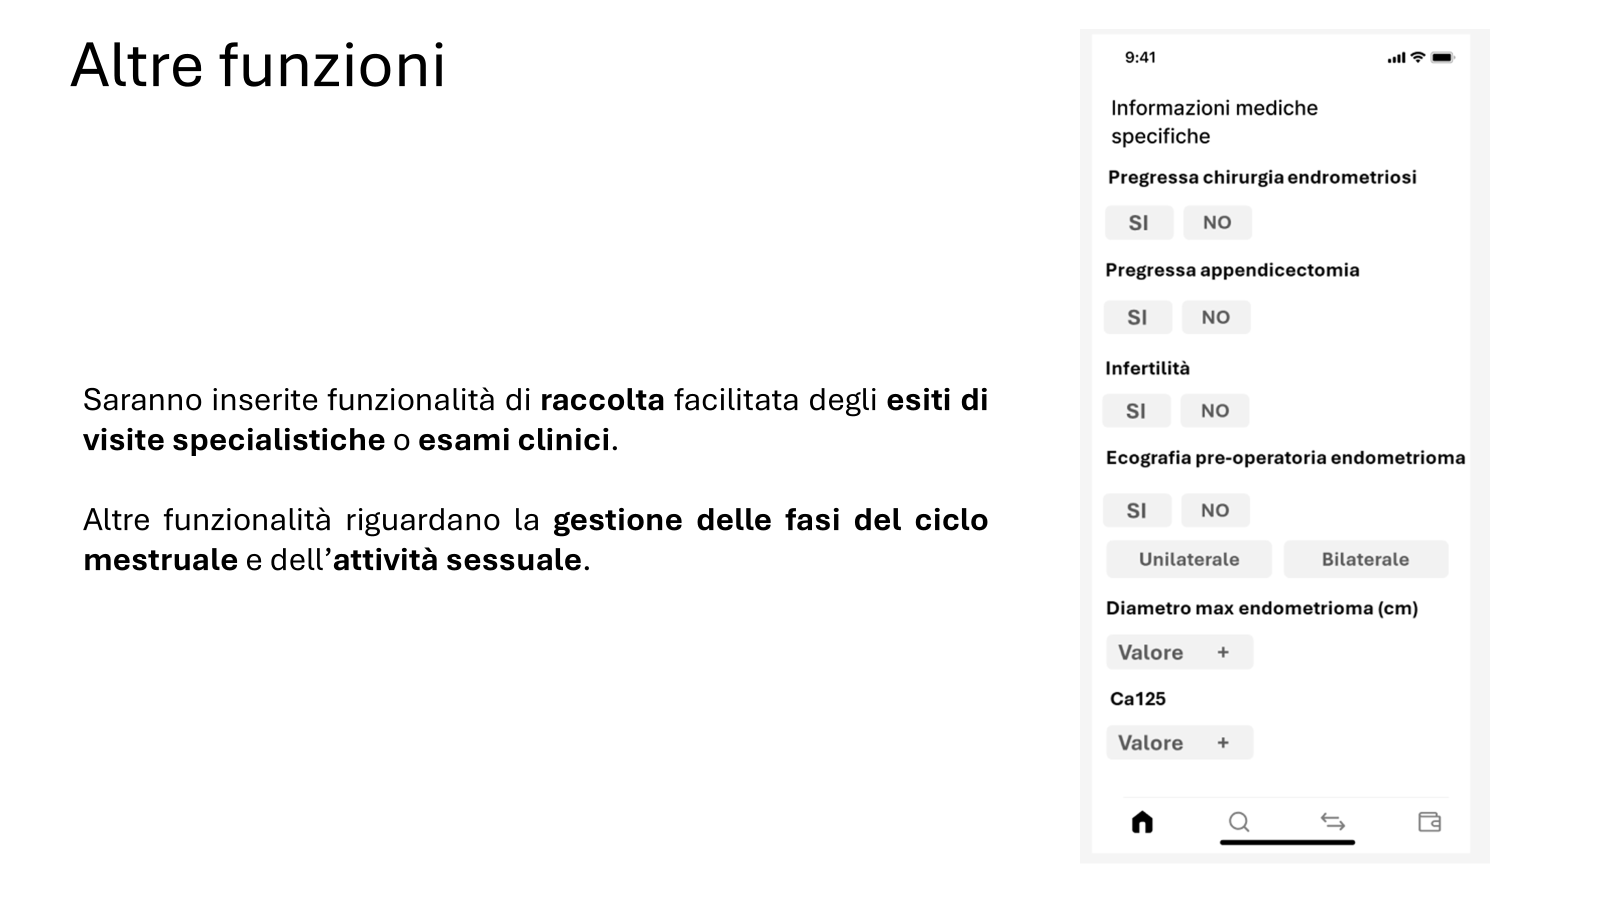 Altre funzioni
Saranno inserite funzionalità di raccolta facilitata degli esiti di
visite specialistiche o esami clinici.
Altre funzionalità riguardano la gestione delle fasi del ciclo
mestruale e dell’attività sessuale.
9:41
Informazioni mediche
specifiche
Pregressa chirurgia endrometriosi
SI NO
Pregressa appendicectomia
SI NO
Infertilità
SI NO
Ecografia pre-operatoria endometrioma
SI NO
Unilaterale Bilaterale
Diametro max endometrioma (cm)
Valore +
Ca125
Valore +